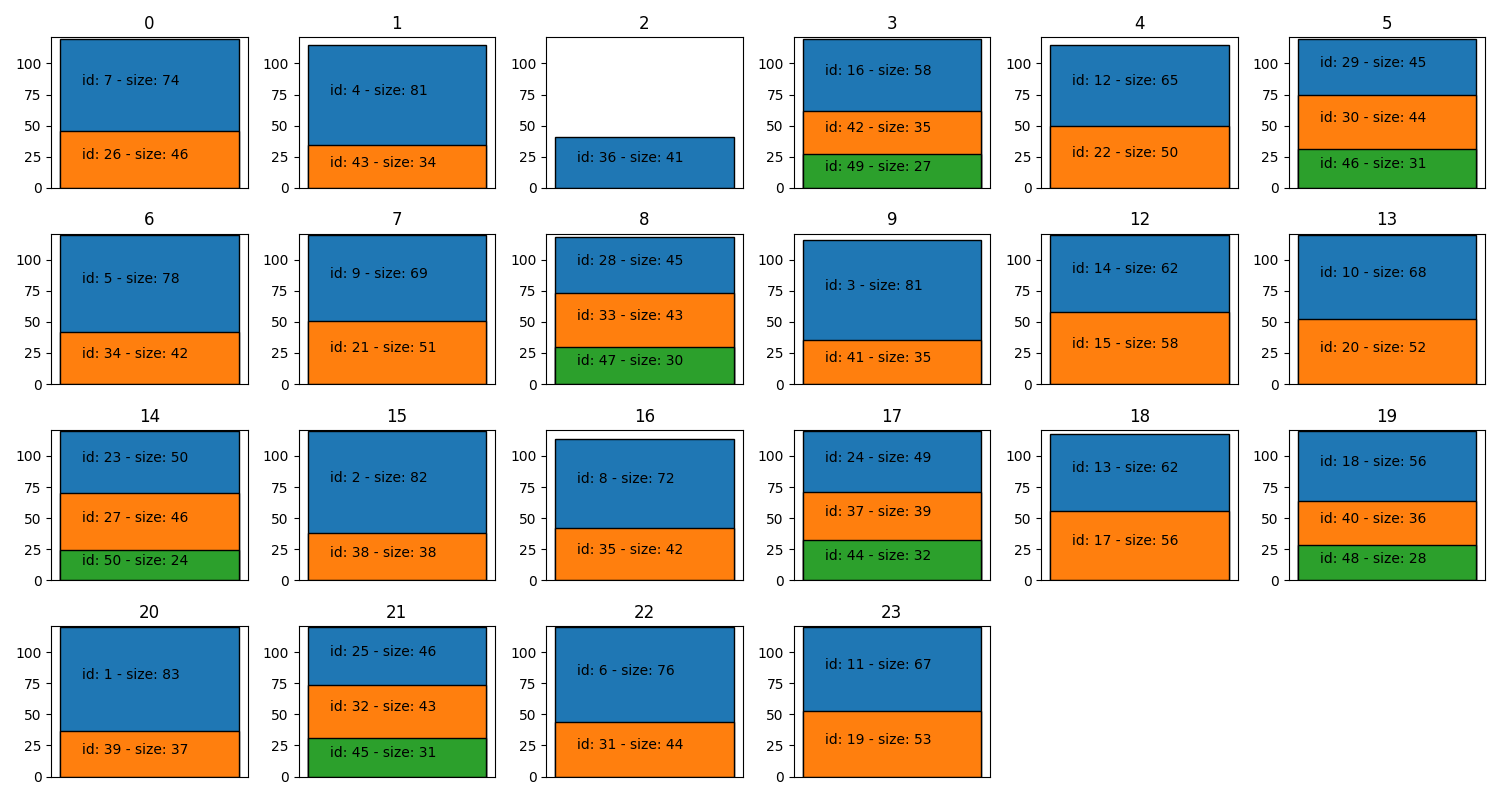 0 1 2 3 4 5
100 75 50 25 0
id: 7 - size: 74
id: 26 - size: 46
100 75 50 25 0
id: 4 - size: 81
id: 43 - size: 34
100 75 50 25 0
id: 36 - size: 41
100 75 50 25 0
id: 16 - size: 58
id: 42 - size: 35
id: 49 - size: 27
100 75 50 25 0
id: 12 - size: 65
id: 22 - size: 50
100 75 50 25 0
id: 29 - size: 45
id: 30 - size: 44
id: 46 - size: 31
6 7 8 9 12 13
100 75 50 25 0
id: 5 - size: 78
id: 34 - size: 42
100 75 50 25 0
id: 9 - size: 69
id: 21 - size: 51
100 75 50 25 0
id: 28 - size: 45
id: 33 - size: 43
id: 47 - size: 30
100 75 50 25 0
id: 3 - size: 81
id: 41 - size: 35
100 75 50 25 0
id: 14 - size: 62
id: 15 - size: 58
100 75 50 25 0
id: 10 - size: 68
id: 20 - size: 52
14 15 16 17 18 19
100 75 50 25 0
id: 23 - size: 50
id: 27 - size: 46
id: 50 - size: 24
100 75 50 25 0
id: 2 - size: 82
id: 38 - size: 38
100 75 50 25 0
id: 8 - size: 72
id: 35 - size: 42
100 75 50 25 0
id: 24 - size: 49
id: 37 - size: 39
id: 44 - size: 32
100 75 50 25 0
id: 13 - size: 62
id: 17 - size: 56
100 75 50 25 0
id: 18 - size: 56
id: 40 - size: 36
id: 48 - size: 28
20 21 22 23
100 75 50 25 0
id: 1 - size: 83
id: 39 - size: 37
100 75 50 25 0
id: 25 - size: 46
id: 32 - size: 43
id: 45 - size: 31
100 75 50 25 0
id: 6 - size: 76
id: 31 - size: 44
100 75 50 25 0
id: 11 - size: 67
id: 19 - size: 53